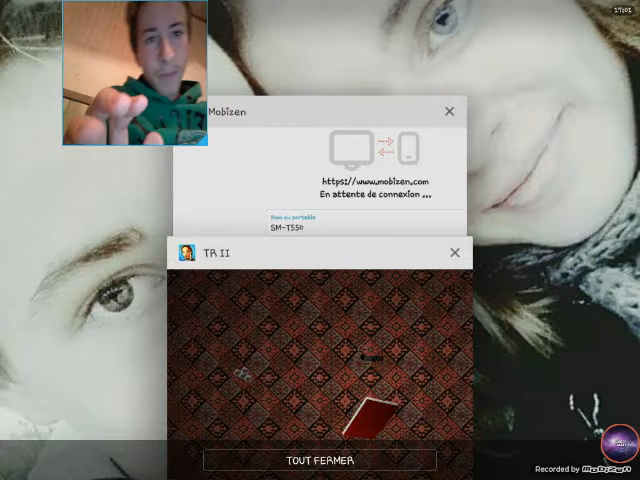 17:01
Mobizen
https://www.mobizen.com
En attente de connexion ...
Nom du portable
SM-T550
TR II
TOUT FERMER
Recorded by Mobizen